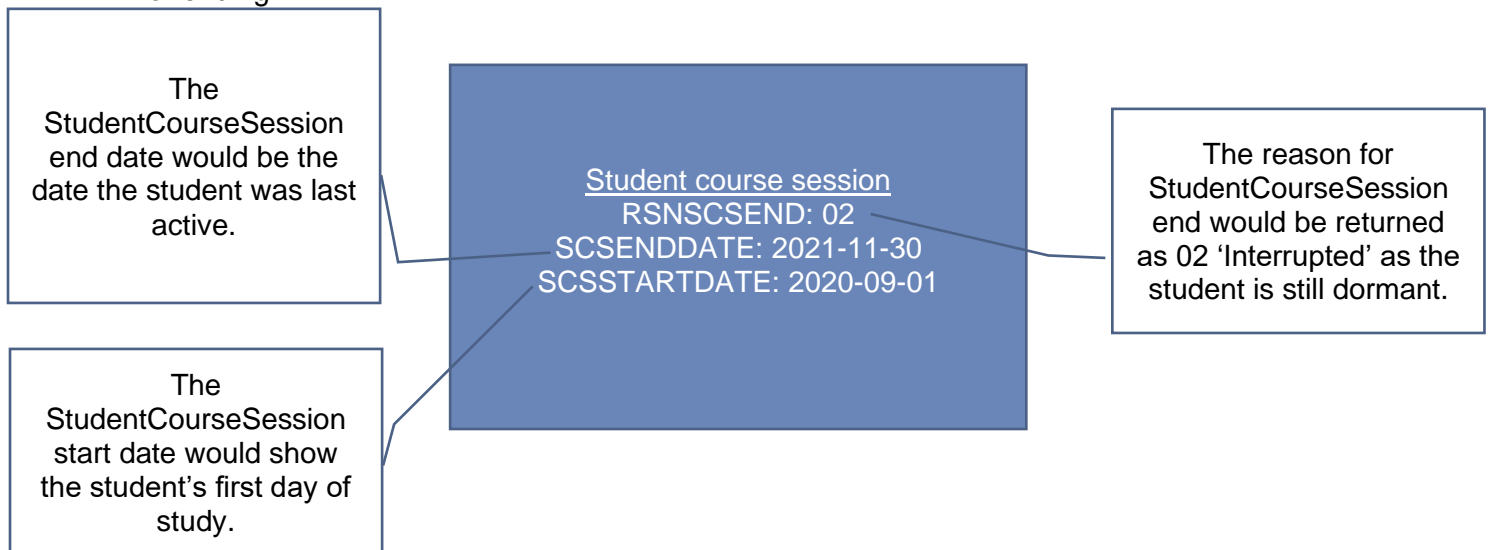 The
StudentCourseSession
end date would be the
date the student was last
active.
Student course session
RSNSCSEND: 02
SCSENDDATE: 2021-11-30
SCSSTARTDATE: 2020-09-01
The reason for
StudentCourseSession
end would be returned
as 02 ‘Interrupted’ as the
student is still dormant.
The
StudentCourseSession
start date would show
the student’s first day of
study.